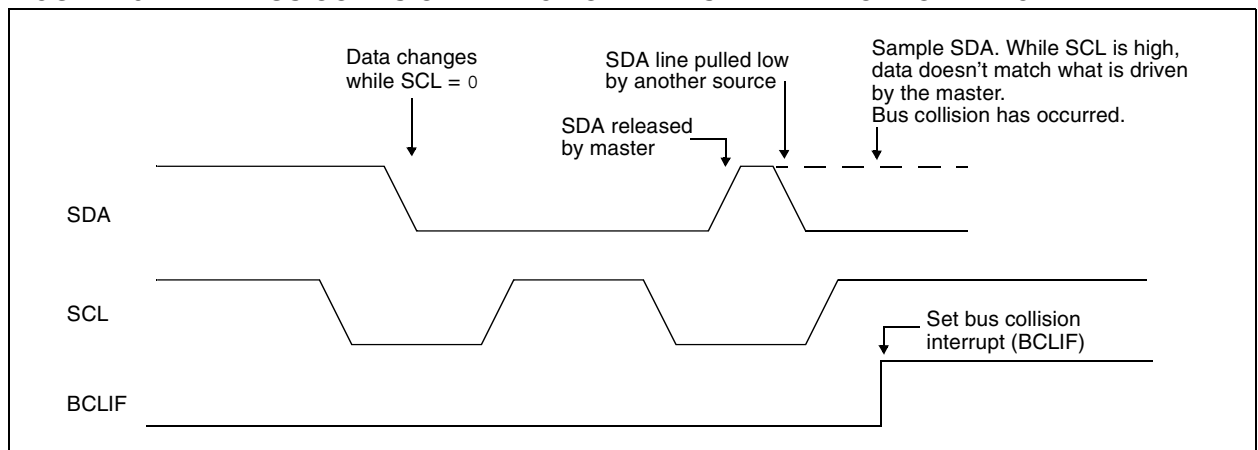 Data changes
while SCL = 0
SDA line pulled low
by another source
Sample SDA. While SCL is high,
data doesn’t match what is driven
by the master.
Bus collision has occurred.
SDA released
by master
SDA
SCL
Set bus collision
interrupt (BCLIF)
BCLIF